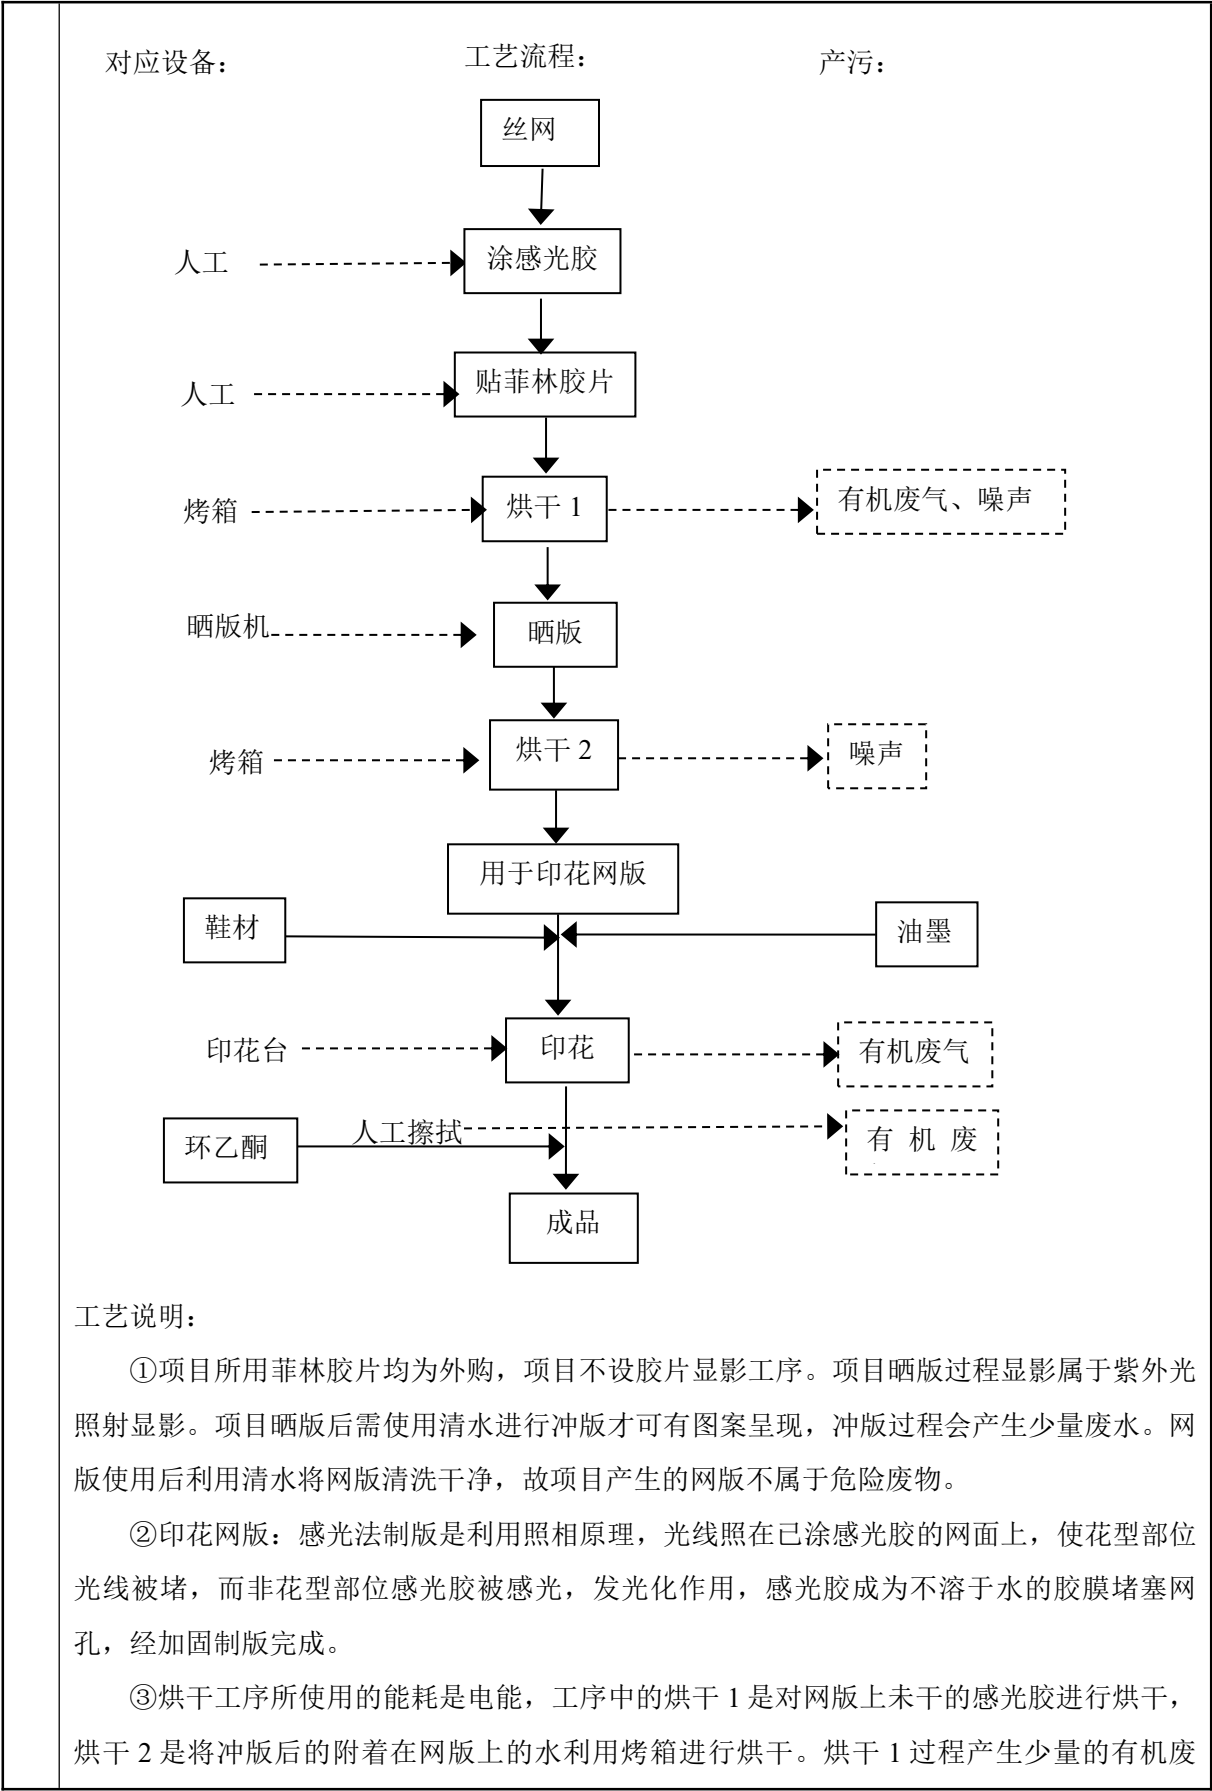 对应设备： 工艺流程： 产污：
丝网
人工 涂感光胶
人工 贴菲林胶片
烤箱 烘干 1 有机废气、噪声
晒版机 晒版
烤箱 烘干 2 噪声
用于印花网版
鞋材 油墨
印花台 印花 有机废气
环乙酮 人工擦拭 有 机 废
成品
工艺说明：
①项目所用菲林胶片均为外购，项目不设胶片显影工序。项目晒版过程显影属于紫外光
照射显影。项目晒版后需使用清水进行冲版才可有图案呈现，冲版过程会产生少量废水。网
版使用后利用清水将网版清洗干净，故项目产生的网版不属于危险废物。
②印花网版：感光法制版是利用照相原理，光线照在已涂感光胶的网面上，使花型部位
光线被堵，而非花型部位感光胶被感光，发光化作用，感光胶成为不溶于水的胶膜堵塞网
孔，经加固制版完成。
③烘干工序所使用的能耗是电能，工序中的烘干 1 是对网版上未干的感光胶进行烘干，
烘干 2 是将冲版后的附着在网版上的水利用烤箱进行烘干。烘干 1 过程产生少量的有机废